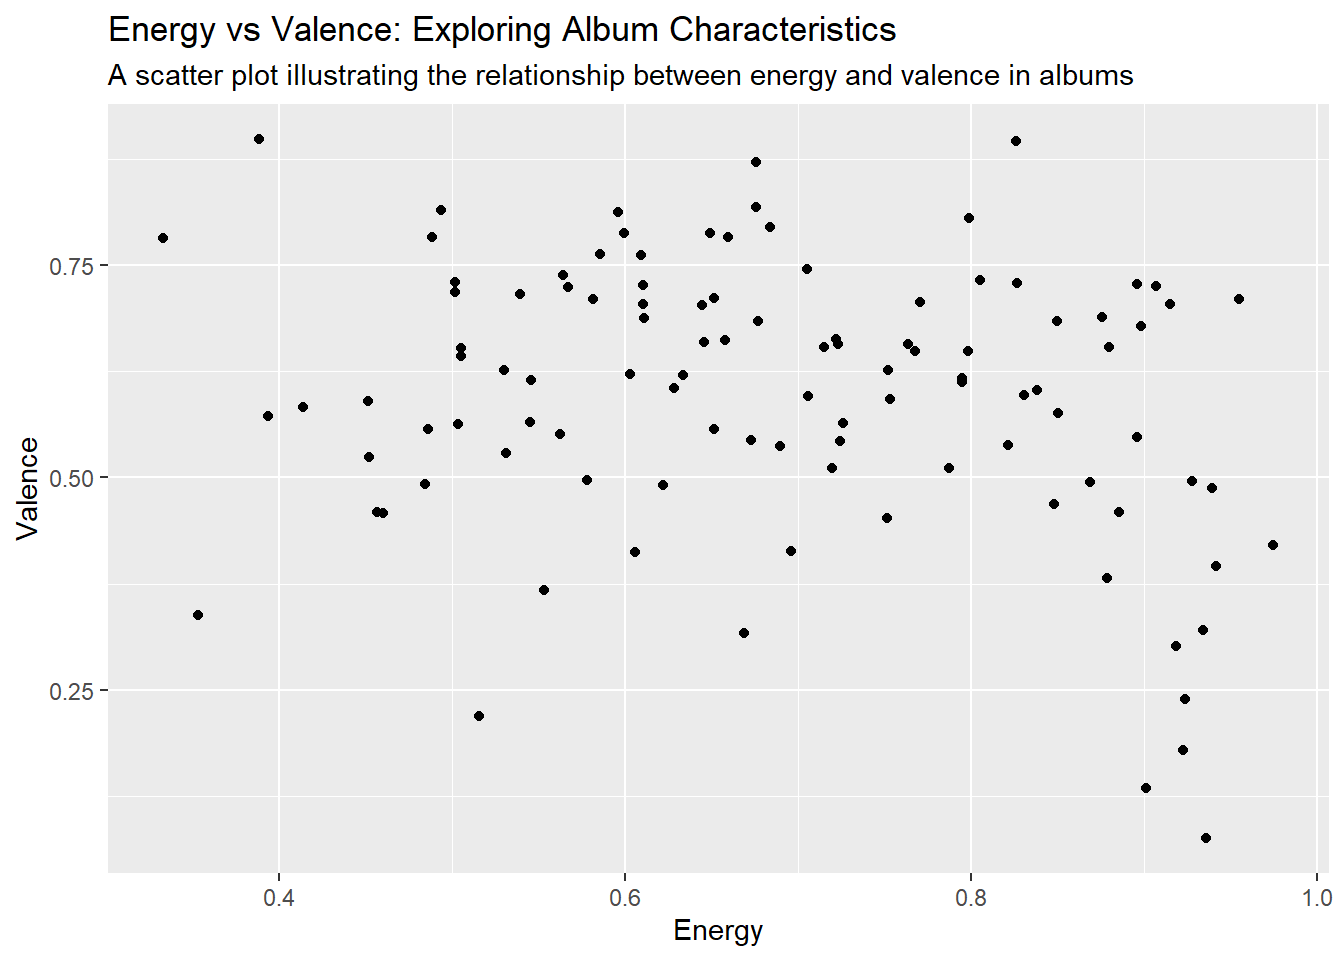 Energy vs Valence: Exploring Album Characteristics
A scatter plot illustrating the relationship between energy and valence in albums
0.75
0.50
0.25
Valence
0.4 0.6 0.8 1.0
Energy